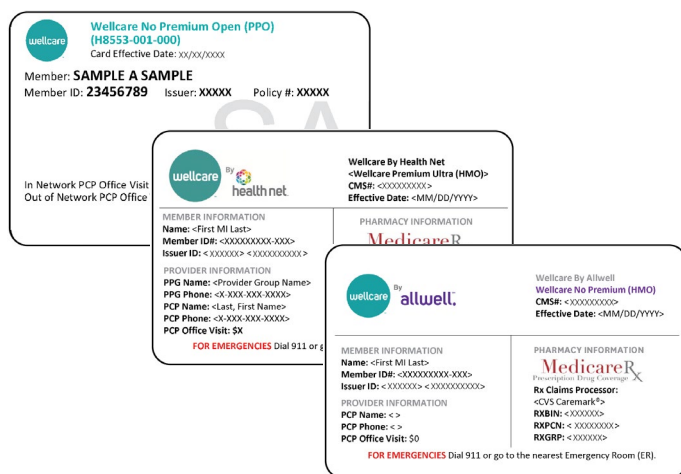 wellcare
Wellcare No Premium Open (PPO)
(H8553-001-000)
Card Effective Date: xx/xx/xxxx
Member: SAMPLE A SAMPLE
Member ID: 23456789 Issuer: XXXXX Policy #: XXXXX
SA
In Network PCP Office Visit
Out of Network PCP Office
wellcare
By
health net
Wellcare By Health Net
<Wellcare Premium Ultra (HMO)>
CMS#: <XXXXXXXXX>
Effective Date: <MM/DD/YYYY>
MEMBER INFORMATION
Name: <First MI Last>
Member ID#: <XXXXXXXXX-XXX>
Issuer ID: <XXXXXX> <XXXXXXXXXX>
PROVIDER INFORMATION
PPG Name: <Provider Group Name>
PPG Phone: <X-XXX-XXX-XXXX>
PCP Name: <Last, First Name>
PCP Phone: <X-XXX-XXX-XXXX>
PCP Office Visit: $X
FOR EMERGENCIES Dial 911 or g
PHARMACY INFORMATION
MedicareR
wellcare
By
allwell.
Wellcare By Allwell
Wellcare No Premium (HMO)
CMS#: <XXXXXXXXX>
Effective Date: <MM/DD/YYYY>
MEMBER INFORMATION
Name: <First MI Last>
Member ID#: <XXXXXXXXX-XXX>
Issuer ID: <XXXXXX> <XXXXXXXXXX>
PROVIDER INFORMATION
PCP Name: < >
PCP Phone: < >
PCP Office Visit: $0
PHARMACY INFORMATION
MedicareRx
Prescription Drug Coverage
Rx Claims Processor:
<CVS Caremark®>
RXBIN: <XXXXXX>
RXPCN: <XXXXXXXX>
RXGRP: <XXXXXX>
FOR EMERGENCIES Dial 911 or go to the nearest Emergency Room (ER).